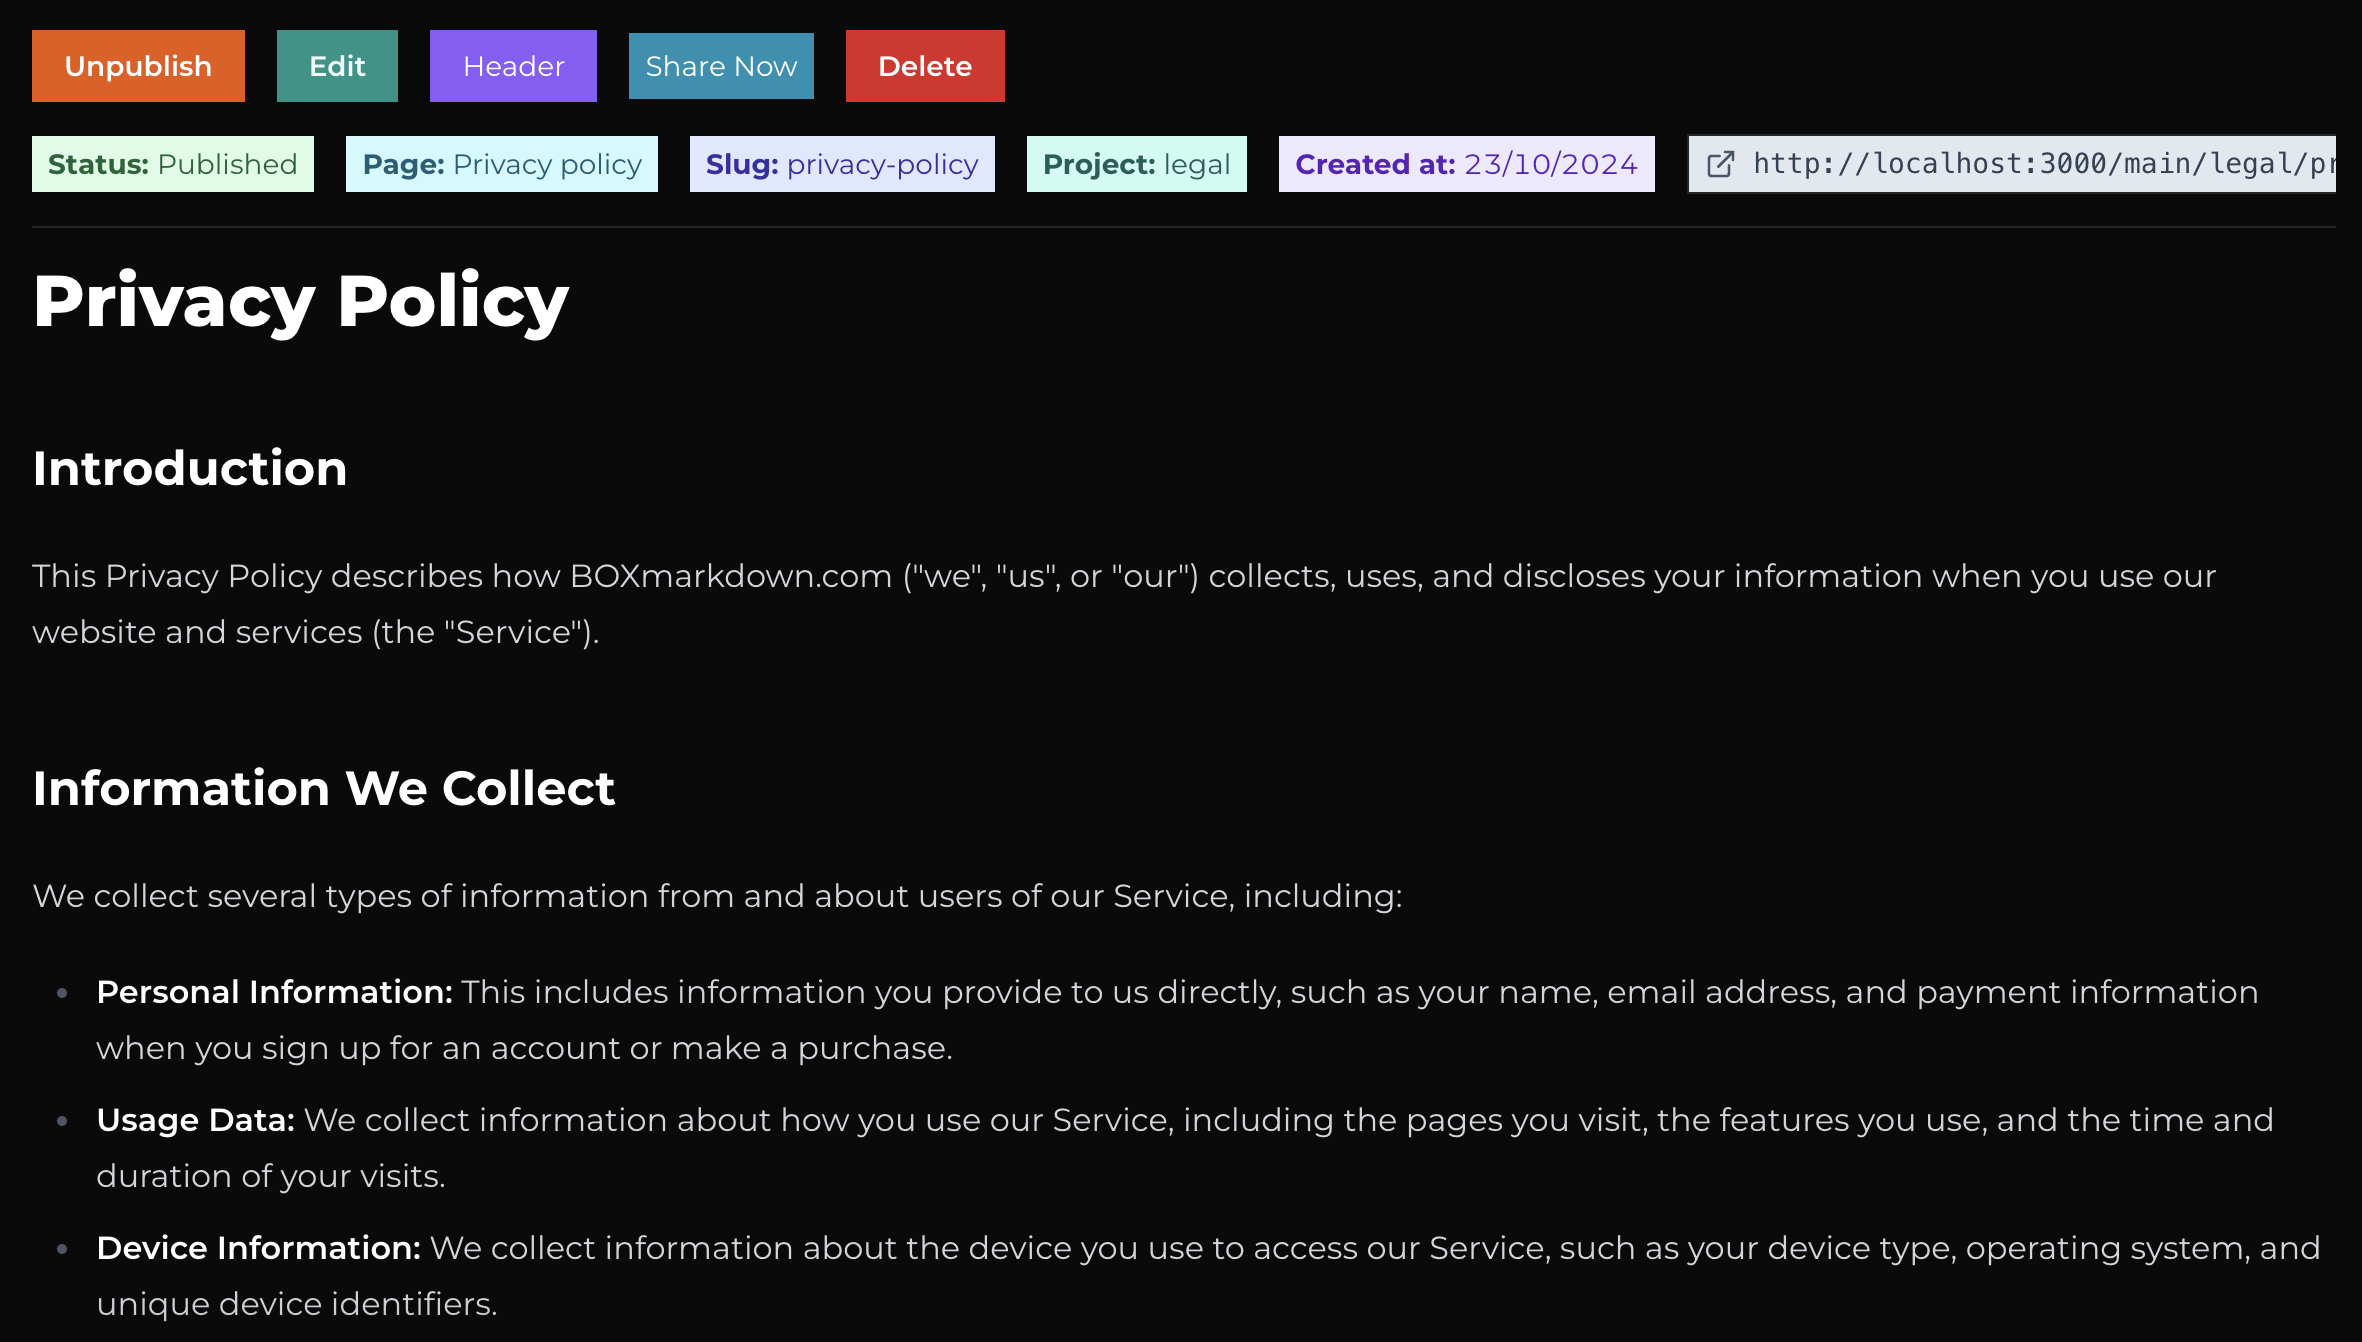 Unpublish Edit Header Share Now Delete
Status: Published Page: Privacy policy Slug: privacy-policy Project: legal Created at: 23/10/2024 http://localhost:3000/main/legal/pr
Privacy Policy
Introduction
This Privacy Policy describes how BOXmarkdown.com ("we", "us", or "our") collects, uses, and discloses your information when you use our
website and services (the "Service").
Information We Collect
We collect several types of information from and about users of our Service, including:
• Personal Information: This includes information you provide to us directly, such as your name, email address, and payment information
when you sign up for an account or make a purchase.
• Usage Data: We collect information about how you use our Service, including the pages you visit, the features you use, and the time and
duration of your visits.
• Device Information: We collect information about the device you use to access our Service, such as your device type, operating system, and
unique device identifiers.